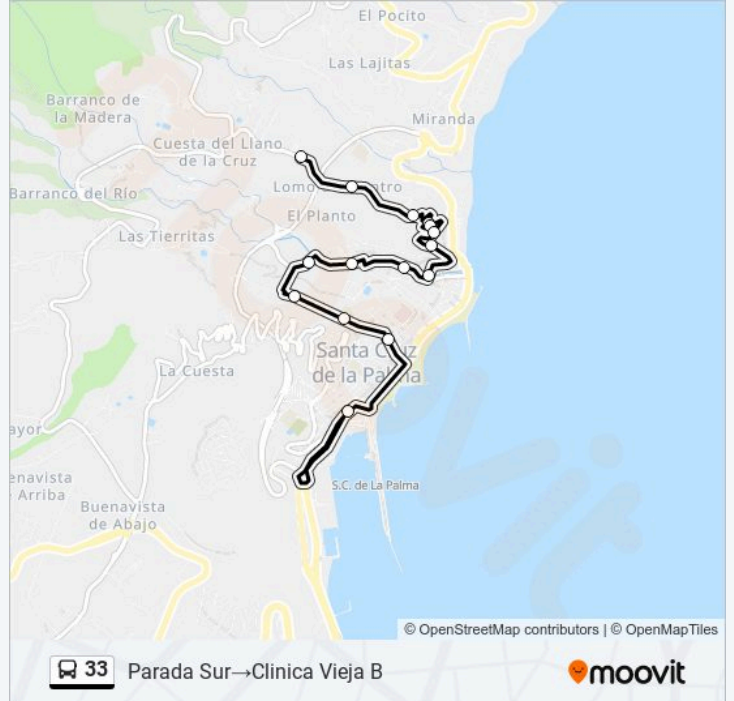 El Pocito
Las Lajitas
Barranco de
la Madera
Miranda
Cuesta del Llano
de la Cruz
Barranco del Río
El Planto
Las Tierritas
Santa Cruz
de la Palma
La Cuesta
S.C. de La Palma
Buenavista
de Abajo
© OpenStreetMap contributors | © OpenMapTiles
33
Parada Sur→Clinica Vieja B
moovit